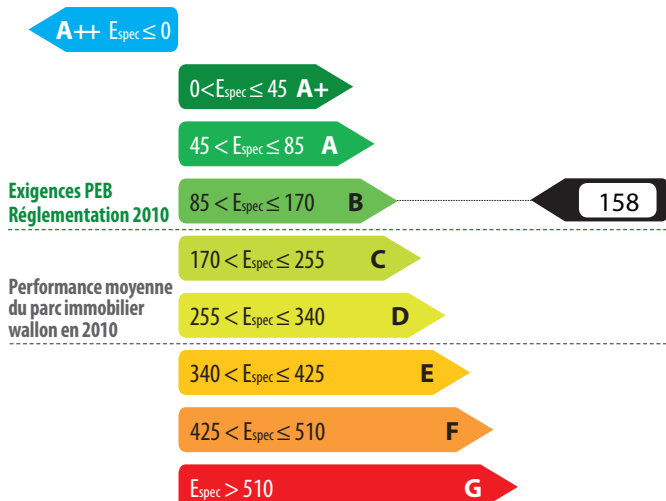 A++ Espec ≤ 0
0 < Espec ≤ 45 A+
45 < Espec ≤ 85 A
Exigences PEB
Réglementation 2010
85 < Espec ≤ 170 B
158
170 < Espec ≤ 255 C
Performance moyenne
du parc immobilier
wallon en 2010
255 < Espec ≤ 340 D
340 < Espec ≤ 425 E
425 < Espec ≤ 510 F
Espec > 510 G